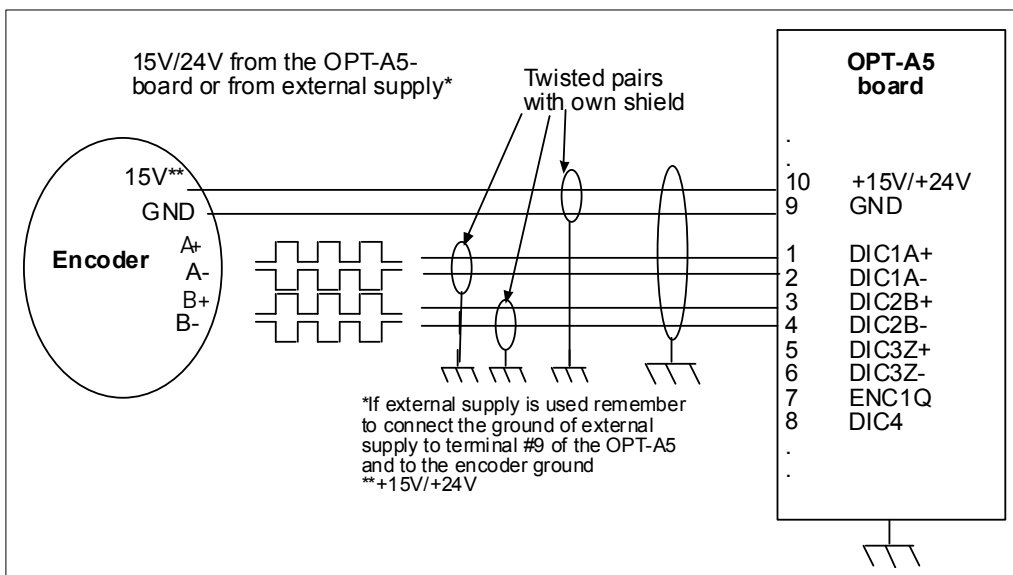 15V/24V from the OPT-A5-
board or from external supply*
Twisted pairs
with own shield
OPT-A5
board
.
.
15V**
GND
Encoder
A+
A-
B+
B-
10 +15V/+24V
9 GND
1 DIC1A+
2 DIC1A-
3 DIC2B+
4 DIC2B-
5 DIC3Z+
6 DIC3Z-
7 ENC1Q
8 DIC4
.
.
*If external supply is used remember
to connect the ground of external
supply to terminal #9 of the OPT-A5
and to the encoder ground
**+15V/+24V